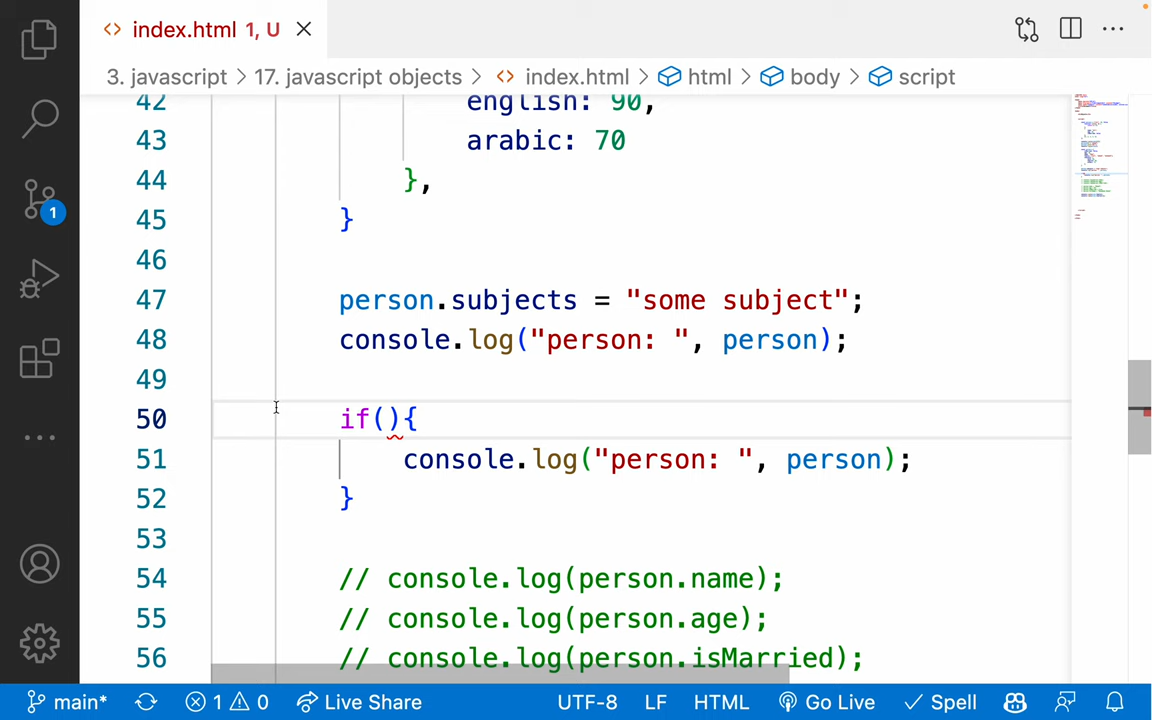 index.html 1, U
3. javascript > 17. javascript objects > index.html > html > body > script
42 english: 90,
43 arabic: 70
44 },
45 }
46
47 person.subjects = "some subject";
48 console.log("person: ", person);
49
50 if(){
51 console.log("person: ", person);
52 }
53
54 // console.log(person.name);
55 // console.log(person.age);
56 // console.log(person.isMarried);
1
main* 1 0 Live Share UTF-8 LF HTML Go Live Spell